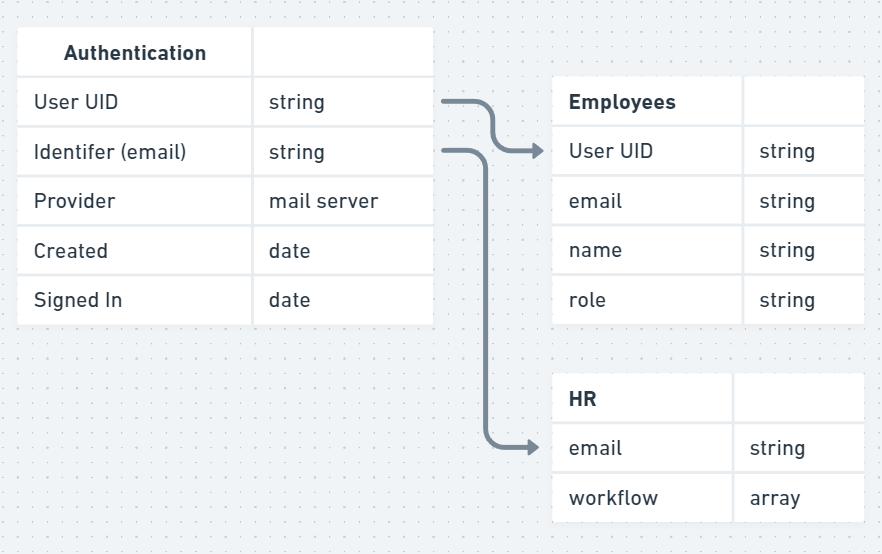 Authentication
User UID string
Identifer (email) string
Provider mail server
Created date
Signed In date
Employees
User UID string
email string
name string
role string
HR
email string
workflow array